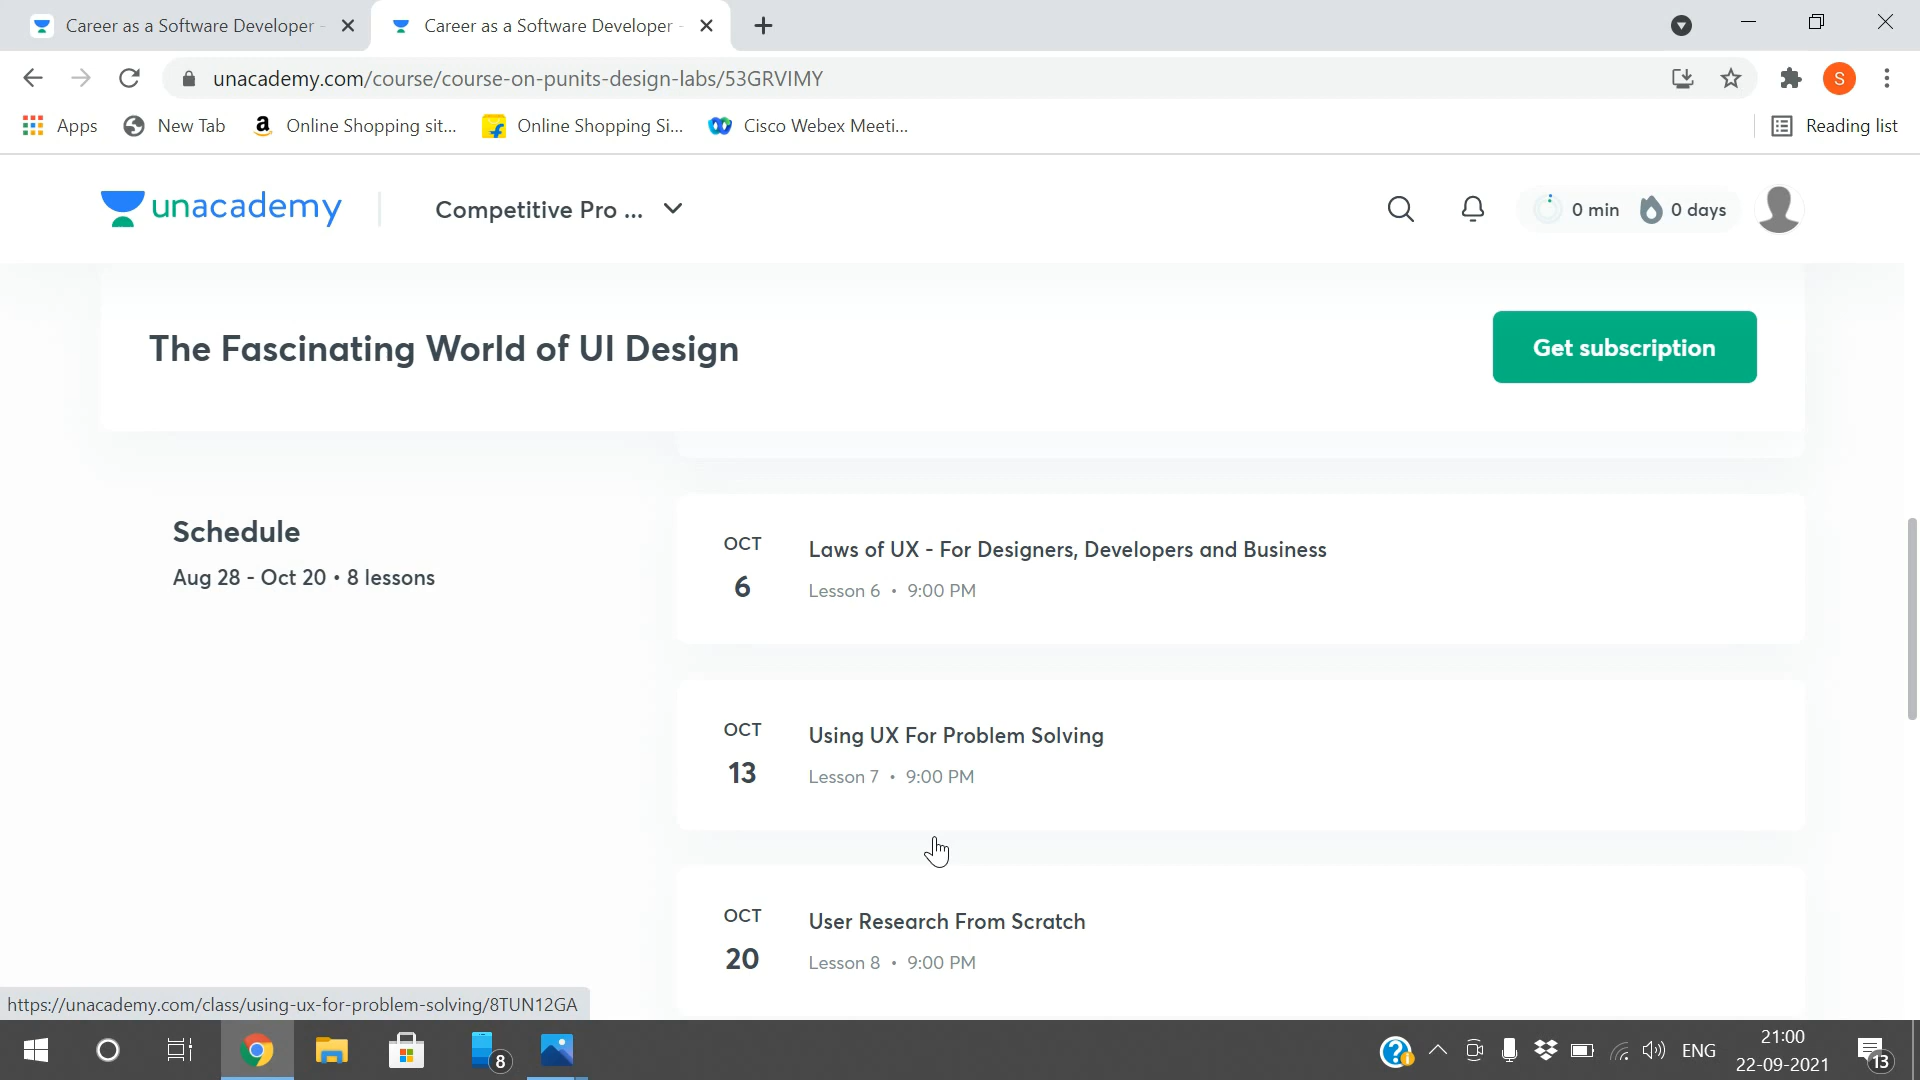 Career as a Software Developer -
Career as a Software Developer -
unacademy.com/course/course-on-punits-design-labs/53GRVIMY
S
Apps
New Tab
Online Shopping sit...
Online Shopping Si...
Cisco Webex Meeti...
Reading list
unacademy
Competitive Pro ...
0 min
0 days
The Fascinating World of UI Design
Get subscription
Schedule
Aug 28 - Oct 20 • 8 lessons
OCT
6
Laws of UX - For Designers, Developers and Business
Lesson 6 • 9:00 PM
OCT
13
Using UX For Problem Solving
Lesson 7 • 9:00 PM
OCT
20
User Research From Scratch
Lesson 8 • 9:00 PM
https://unacademy.com/class/using-ux-for-problem-solving/8TUN12GA
8
ENG
21:00
22-09-2021
13